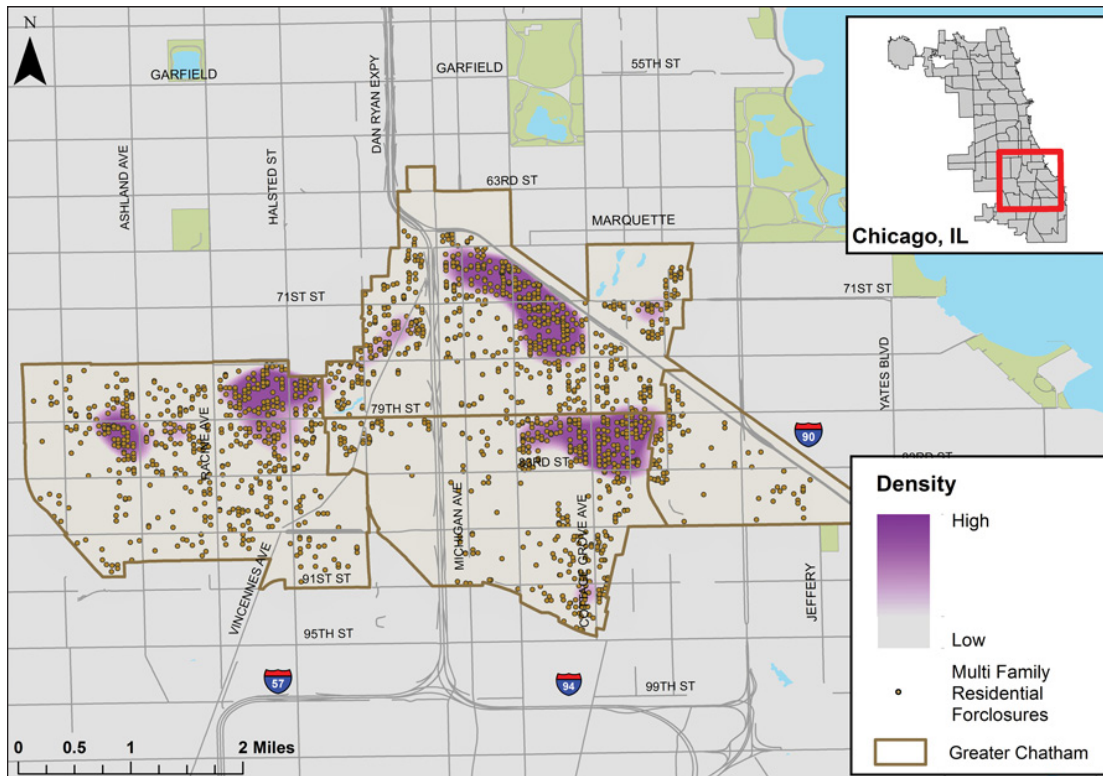 N
GARFIELD
GARFIELD
55TH ST
DAN RYAN EXPY
ASHLAND AVE
HALSTED ST
63RD ST
MARQUETTE
Chicago, IL
71ST ST
71ST ST
YATES BLVD
RACINE AVE
79TH ST
90
83RD ST
83RD ST
MICHIGAN AVE
COTTAGE GROVE AVE
VINCENNES AVE
91ST ST
JEFFERY
95TH ST
57
94
99TH ST
0 0.5 1 2 Miles
Density
High
Low
Multi Family
Residential
Forclosures
Greater Chatham